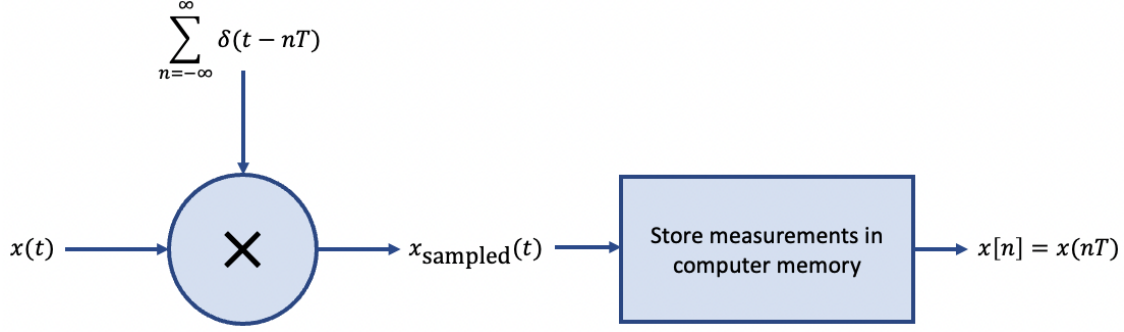 ∞
∑ δ(t − nT)
n=−∞
x(t)
×
x_sampled(t)
Store measurements in
computer memory
x[n] = x(nT)